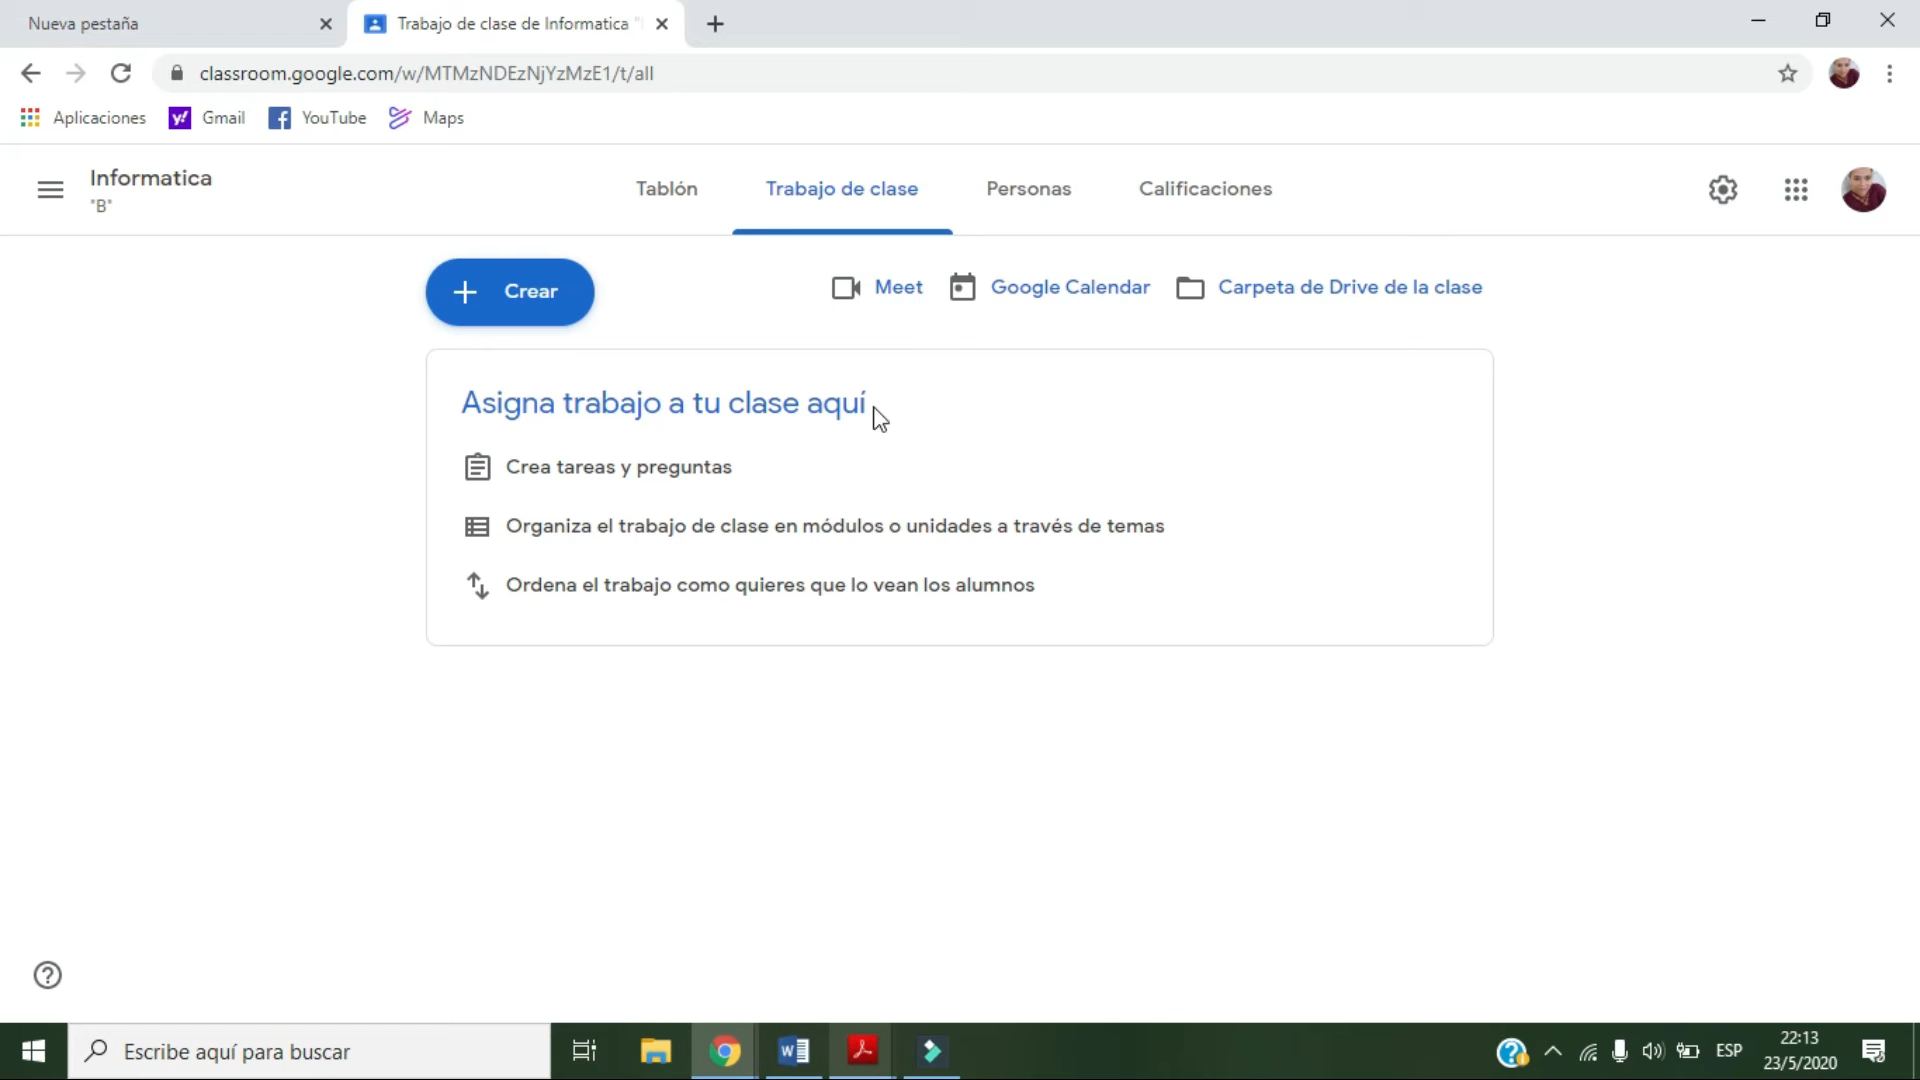 Nueva pestaña
Trabajo de clase de Informatica "
classroom.google.com/w/MTMzNDEzNjYzMzE1/t/all
Aplicaciones
Gmail
YouTube
Maps
Informatica
"B"
Tablón
Trabajo de clase
Personas
Calificaciones
Crear
Meet
Google Calendar
Carpeta de Drive de la clase
Asigna trabajo a tu clase aquí
Crea tareas y preguntas
Organiza el trabajo de clase en módulos o unidades a través de temas
Ordena el trabajo como quieres que lo vean los alumnos
Escribe aquí para buscar
ESP
22:13
23/5/2020